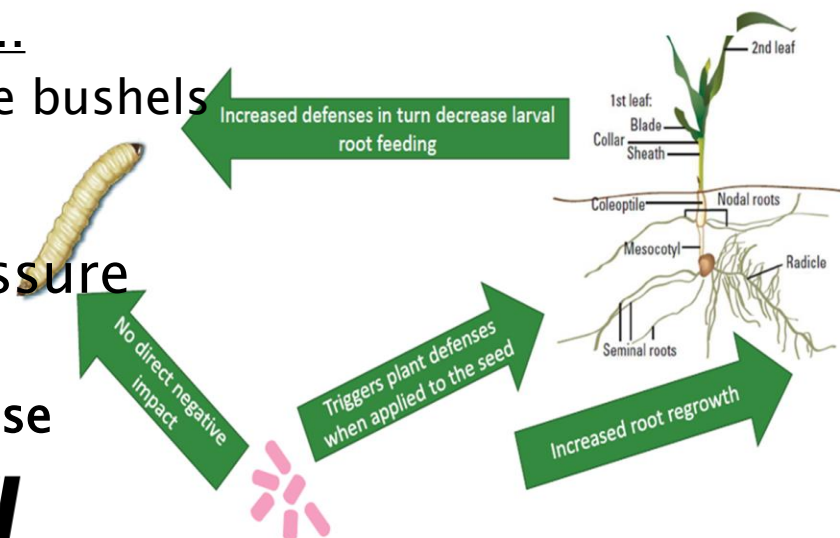 ..
e bushels
ssure
se
Increased defenses in turn decrease larval
root feeding
2nd leaf
1st leaf:
Blade
Collar
Sheath
Coleoptile
Nodal roots
Mesocotyl
Radicle
Seminal roots
No direct negative
impact
Triggers plant defenses
when applied to the seed
Increased root regrowth